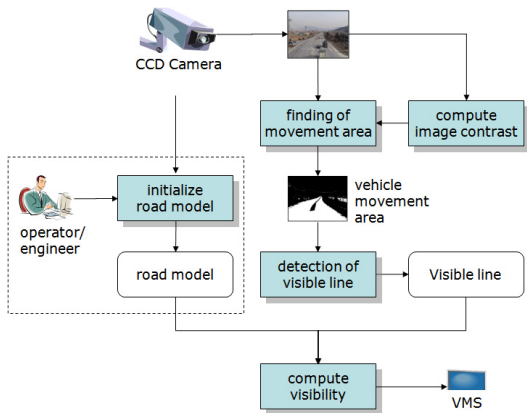 CCD Camera
finding of
movement area
compute
image contrast
initialize
road model
operator/
engineer
vehicle
movement
area
road model
detection of
visible line
Visible line
compute
visibility
VMS